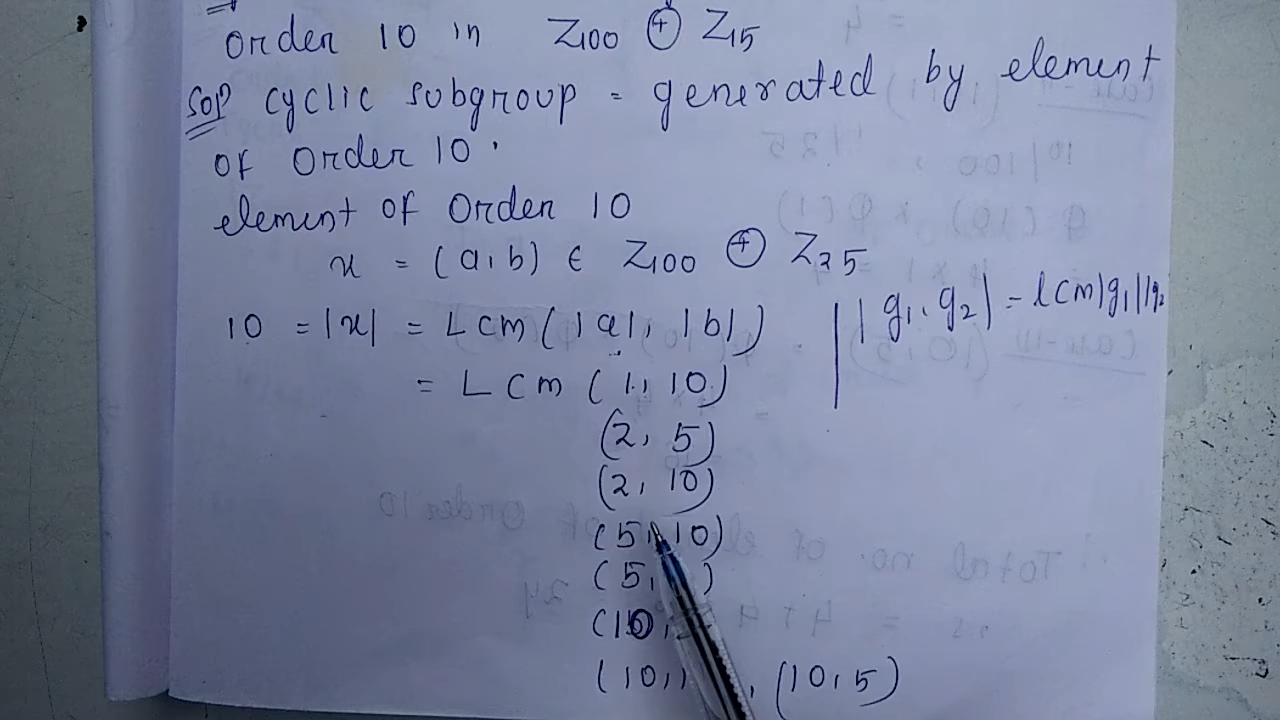 Order 10 in Z100 ⊕ Z15
Sol cyclic subgroup = generated by element
of order 10.
element of Order 10
x = (a, b) ∈ Z100 ⊕ Z25
10 = |x| = Lcm(|a|, |b|) | |g1, g2| = lcm|g1||g2
= Lcm (1, 10)
(2, 5)
(2, 10)
(5, 10)
(5, )
(10,
(10, , (10, 5)